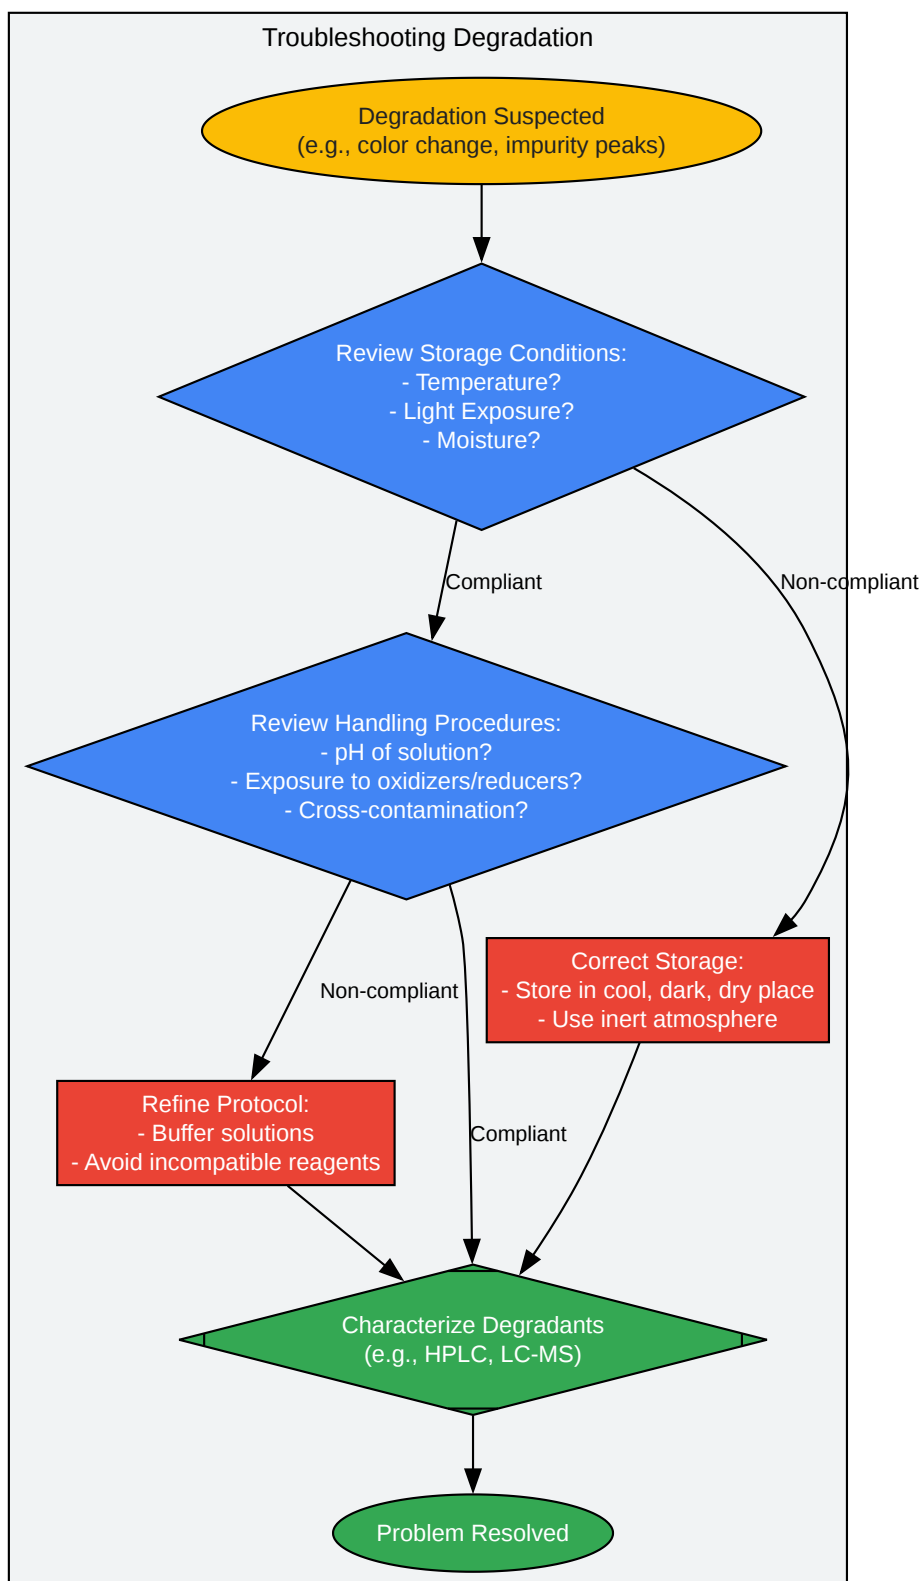 Troubleshooting Degradation
Degradation Suspected
(e.g., color change, impurity peaks)
Review Storage Conditions:
- Temperature?
- Light Exposure?
- Moisture?
Compliant
Non-compliant
Review Handling Procedures:
- pH of solution?
- Exposure to oxidizers/reducers?
- Cross-contamination?
Non-compliant
Correct Storage:
- Store in cool, dark, dry place
- Use inert atmosphere
Refine Protocol:
- Buffer solutions
- Avoid incompatible reagents
Compliant
Characterize Degradants
(e.g., HPLC, LC-MS)
Problem Resolved